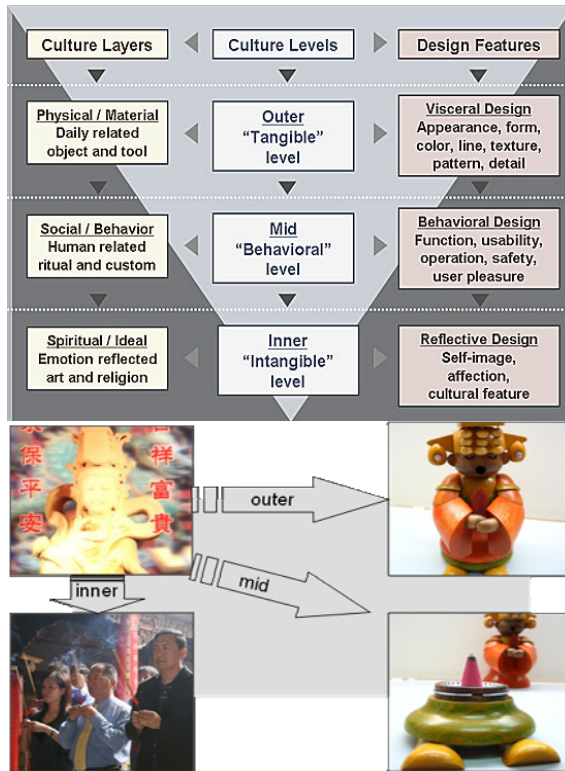 Culture Layers
Culture Levels
Design Features
Physical / Material
Daily related
object and tool
Outer
“Tangible”
level
Visceral Design
Appearance, form,
color, line, texture,
pattern, detail
Social / Behavior
Human related
ritual and custom
Mid
“Behavioral”
level
Behavioral Design
Function, usability,
operation, safety,
user pleasure
Spiritual / Ideal
Emotion reflected
art and religion
Inner
“Intangible”
level
Reflective Design
Self-image,
affection,
cultural feature
吉祥富貴
保平安
outer
mid
inner